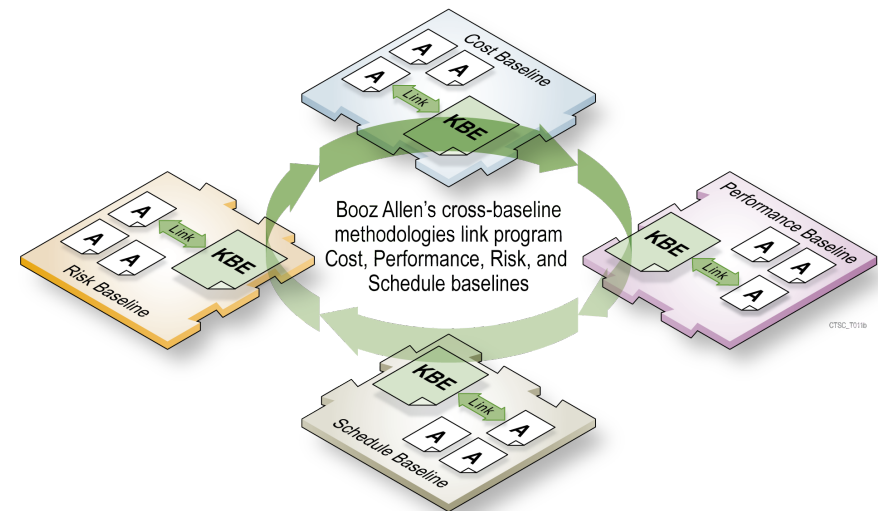 Cost Baseline
A
A
A
Link
KBE
Booz Allen's cross-baseline
methodologies link program
Cost, Performance, Risk, and
Schedule baselines
Risk Baseline
A
A
A
Link
KBE
Performance Baseline
KBE
Link
A
A
A
CTSC_T011b
KBE
Link
A
A
A
Schedule Baseline